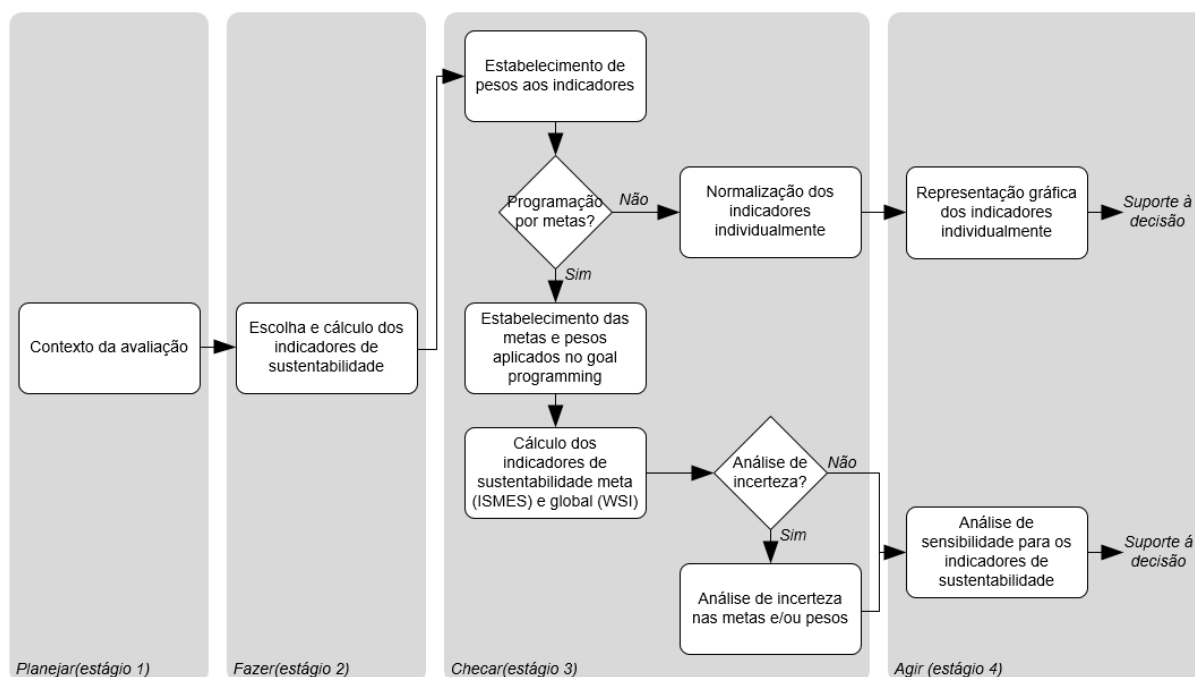 Estabelecimento de
pesos aos indicadores
Programação
por metas?
Não
Normalização dos
indicadores
individualmente
Representação gráfica
dos indicadores
individualmente
Suporte à
decisão
Sim
Contexto da avaliação
Escolha e cálculo dos
indicadores de
sustentabilidade
Estabelecimento das
metas e pesos
aplicados no goal
programming
Cálculo dos
indicadores de
sustentabilidade meta
(ISMES) e global (WSI)
Análise de
incerteza?
Não
Sim
Análise de incerteza
nas metas e/ou pesos
Análise de
sensibilidade para os
indicadores de
sustentabilidade
Suporte á
decisão
Planejar(estágio 1)
Fazer(estágio 2)
Checar(estágio 3)
Agir (estágio 4)